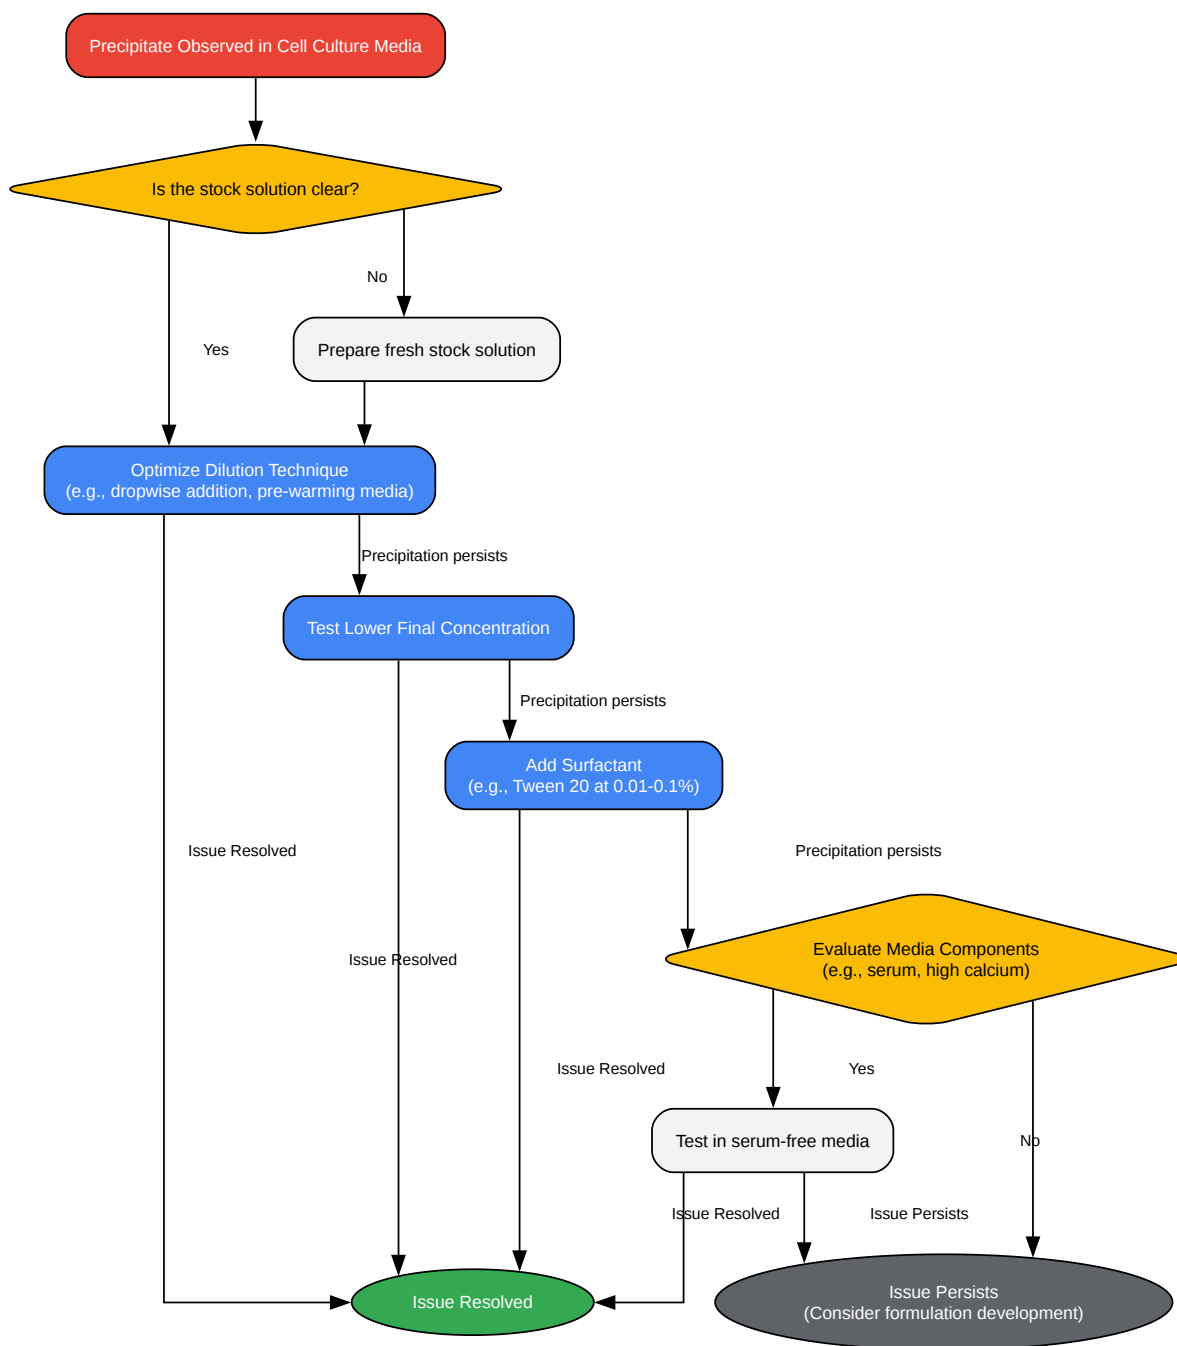 Precipitate Observed in Cell Culture Media
Is the stock solution clear?
No
Yes
Prepare fresh stock solution
Optimize Dilution Technique
(e.g., dropwise addition, pre-warming media)
Precipitation persists
Test Lower Final Concentration
Precipitation persists
Add Surfactant
(e.g., Tween 20 at 0.01-0.1%)
Issue Resolved
Precipitation persists
Issue Resolved
Evaluate Media Components
(e.g., serum, high calcium)
Issue Resolved
Yes
Test in serum-free media
No
Issue Resolved
Issue Persists
Issue Resolved
Issue Persists
(Consider formulation development)